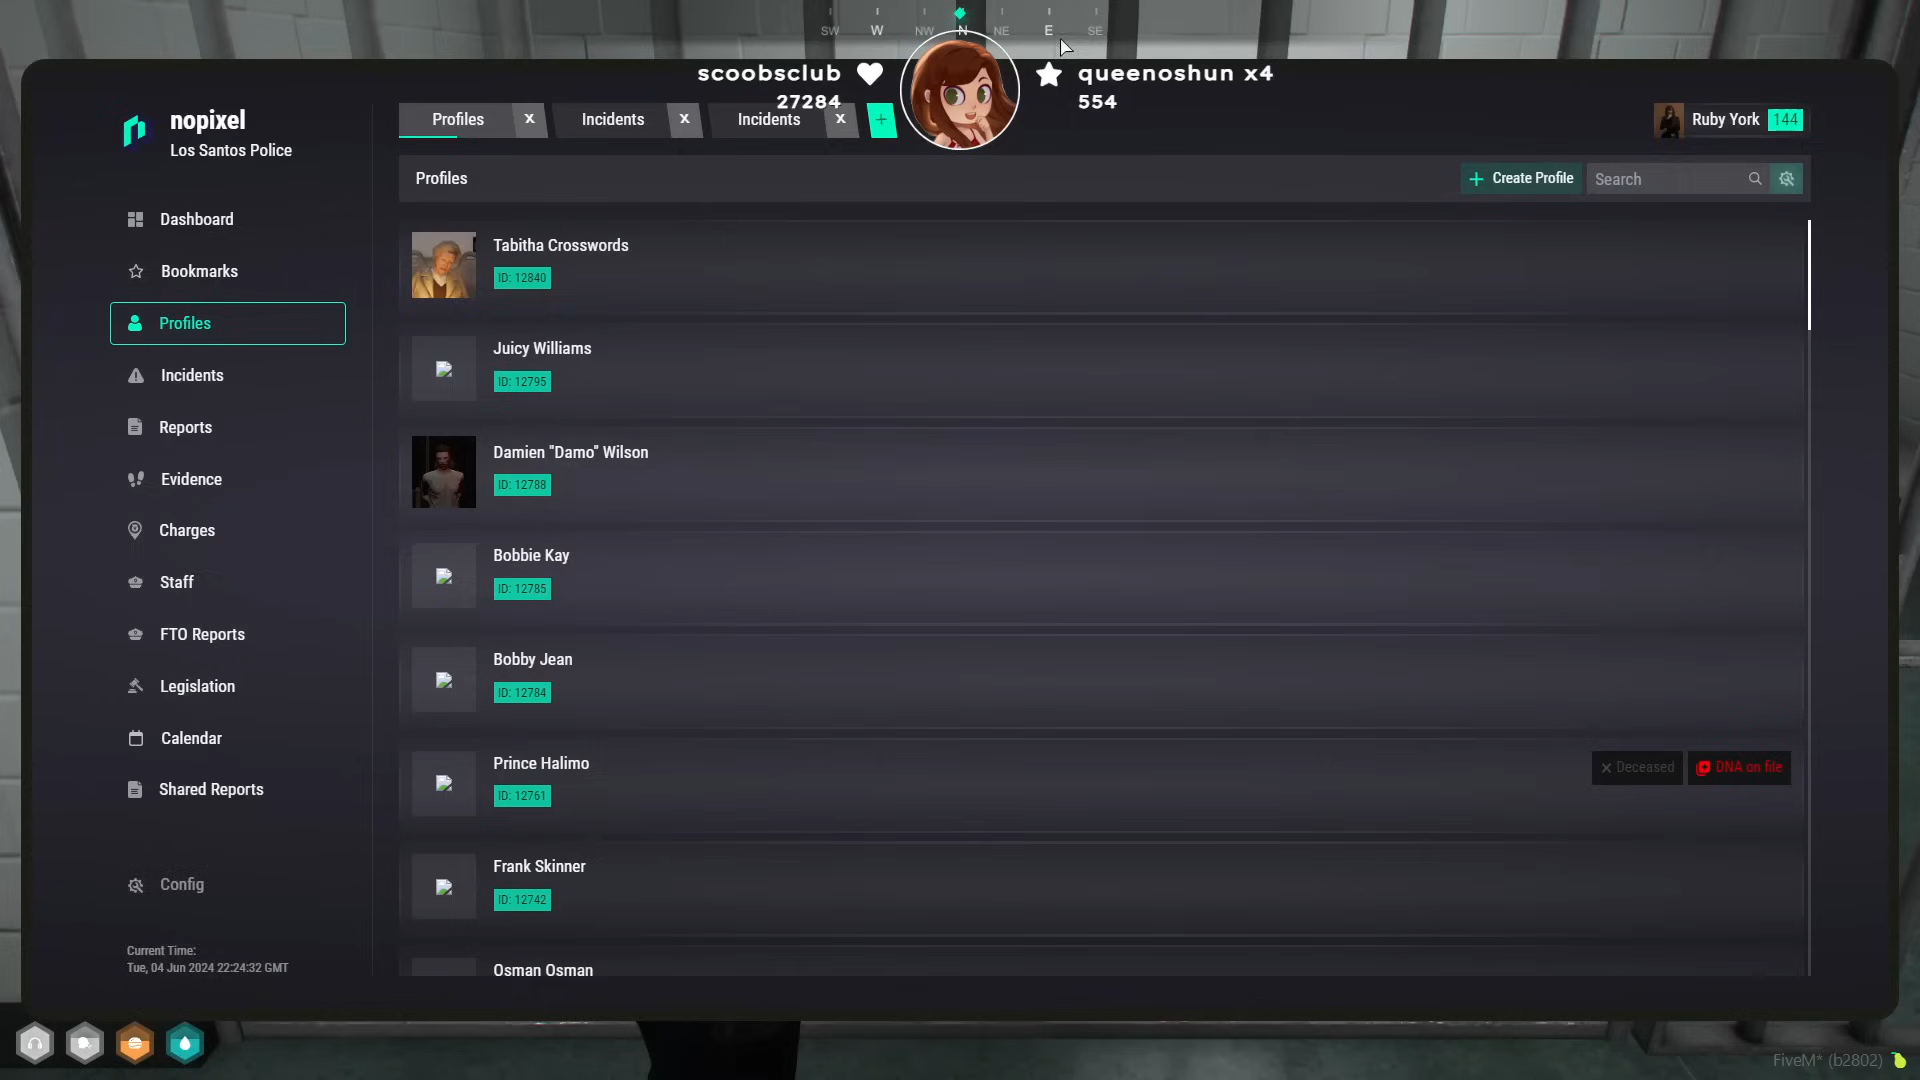 SW W NW N NE E SE
scoobsclub
27284
queenoshun x4
554
nopixel
Los Santos Police
Profiles x
Incidents x
Incidents x
+
Ruby York 144
Profiles
+ Create Profile
Search
Dashboard
Bookmarks
Profiles
Incidents
Reports
Evidence
Charges
Staff
FTO Reports
Legislation
Calendar
Shared Reports
Config
Current Time:
Tue, 04 Jun 2024 22:24:32 GMT
Tabitha Crosswords
ID: 12840
Juicy Williams
ID: 12795
Damien "Damo" Wilson
ID: 12788
Bobbie Kay
ID: 12785
Bobby Jean
ID: 12784
Prince Halimo
ID: 12761
Deceased
DNA on file
Frank Skinner
ID: 12742
Osman Osman
FiveM* (b2802)